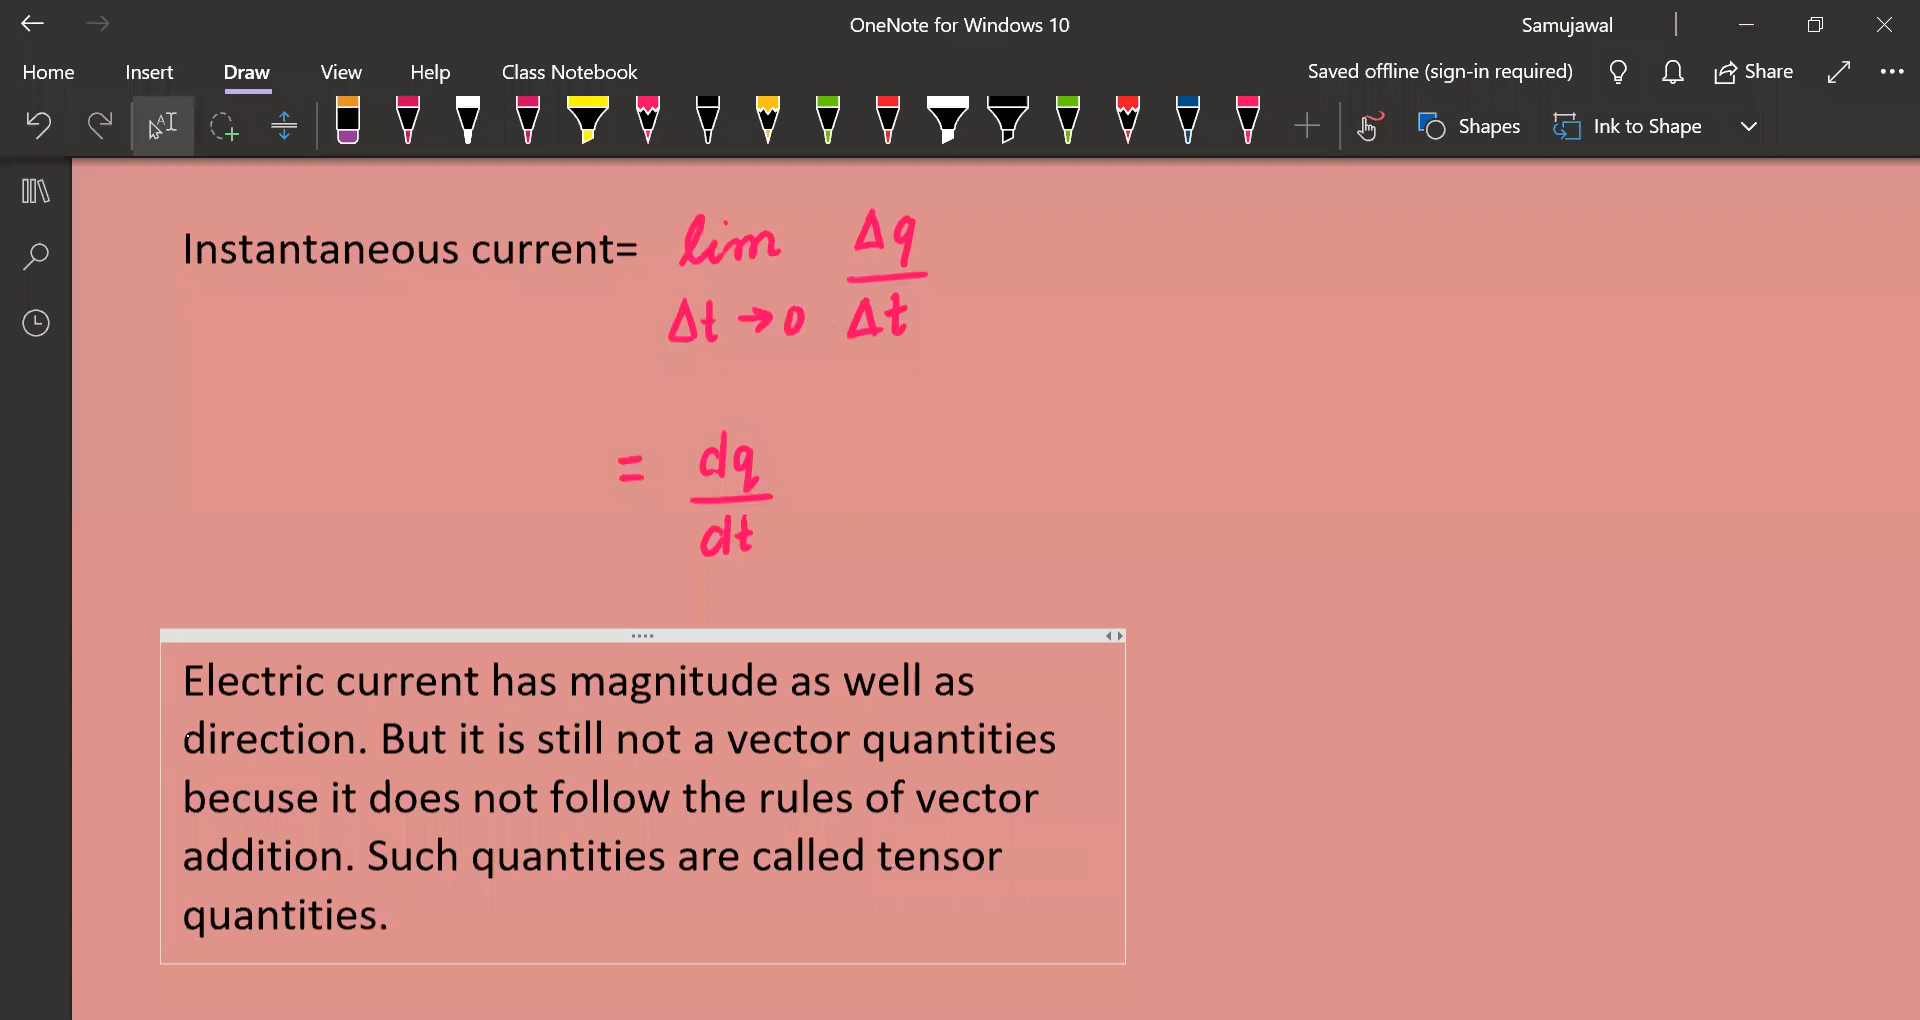 OneNote for Windows 10
Samujawal
Home Insert Draw View Help Class Notebook
Saved offline (sign-in required) Share
Shapes Ink to Shape
Instantaneous current= lim Δq
Δt → 0 Δt
= dq
dt
Electric current has magnitude as well as
direction. But it is still not a vector quantities
becuse it does not follow the rules of vector
addition. Such quantities are called tensor
quantities.